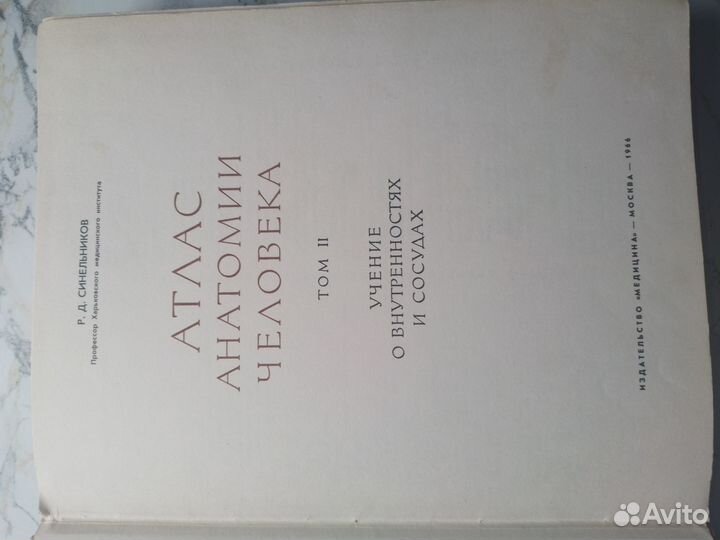 Р. Д. СИНЕЛЬНИКОВ
Профессор Харьковского медицинского института
АТЛАС
АНАТОМИИ
ЧЕЛОВЕКА
ТОМ II
УЧЕНИЕ
О ВНУТРЕННОСТЯХ
И СОСУДАХ
ИЗДАТЕЛЬСТВО «МЕДИЦИНА» — МОСКВА — 1966
Avito